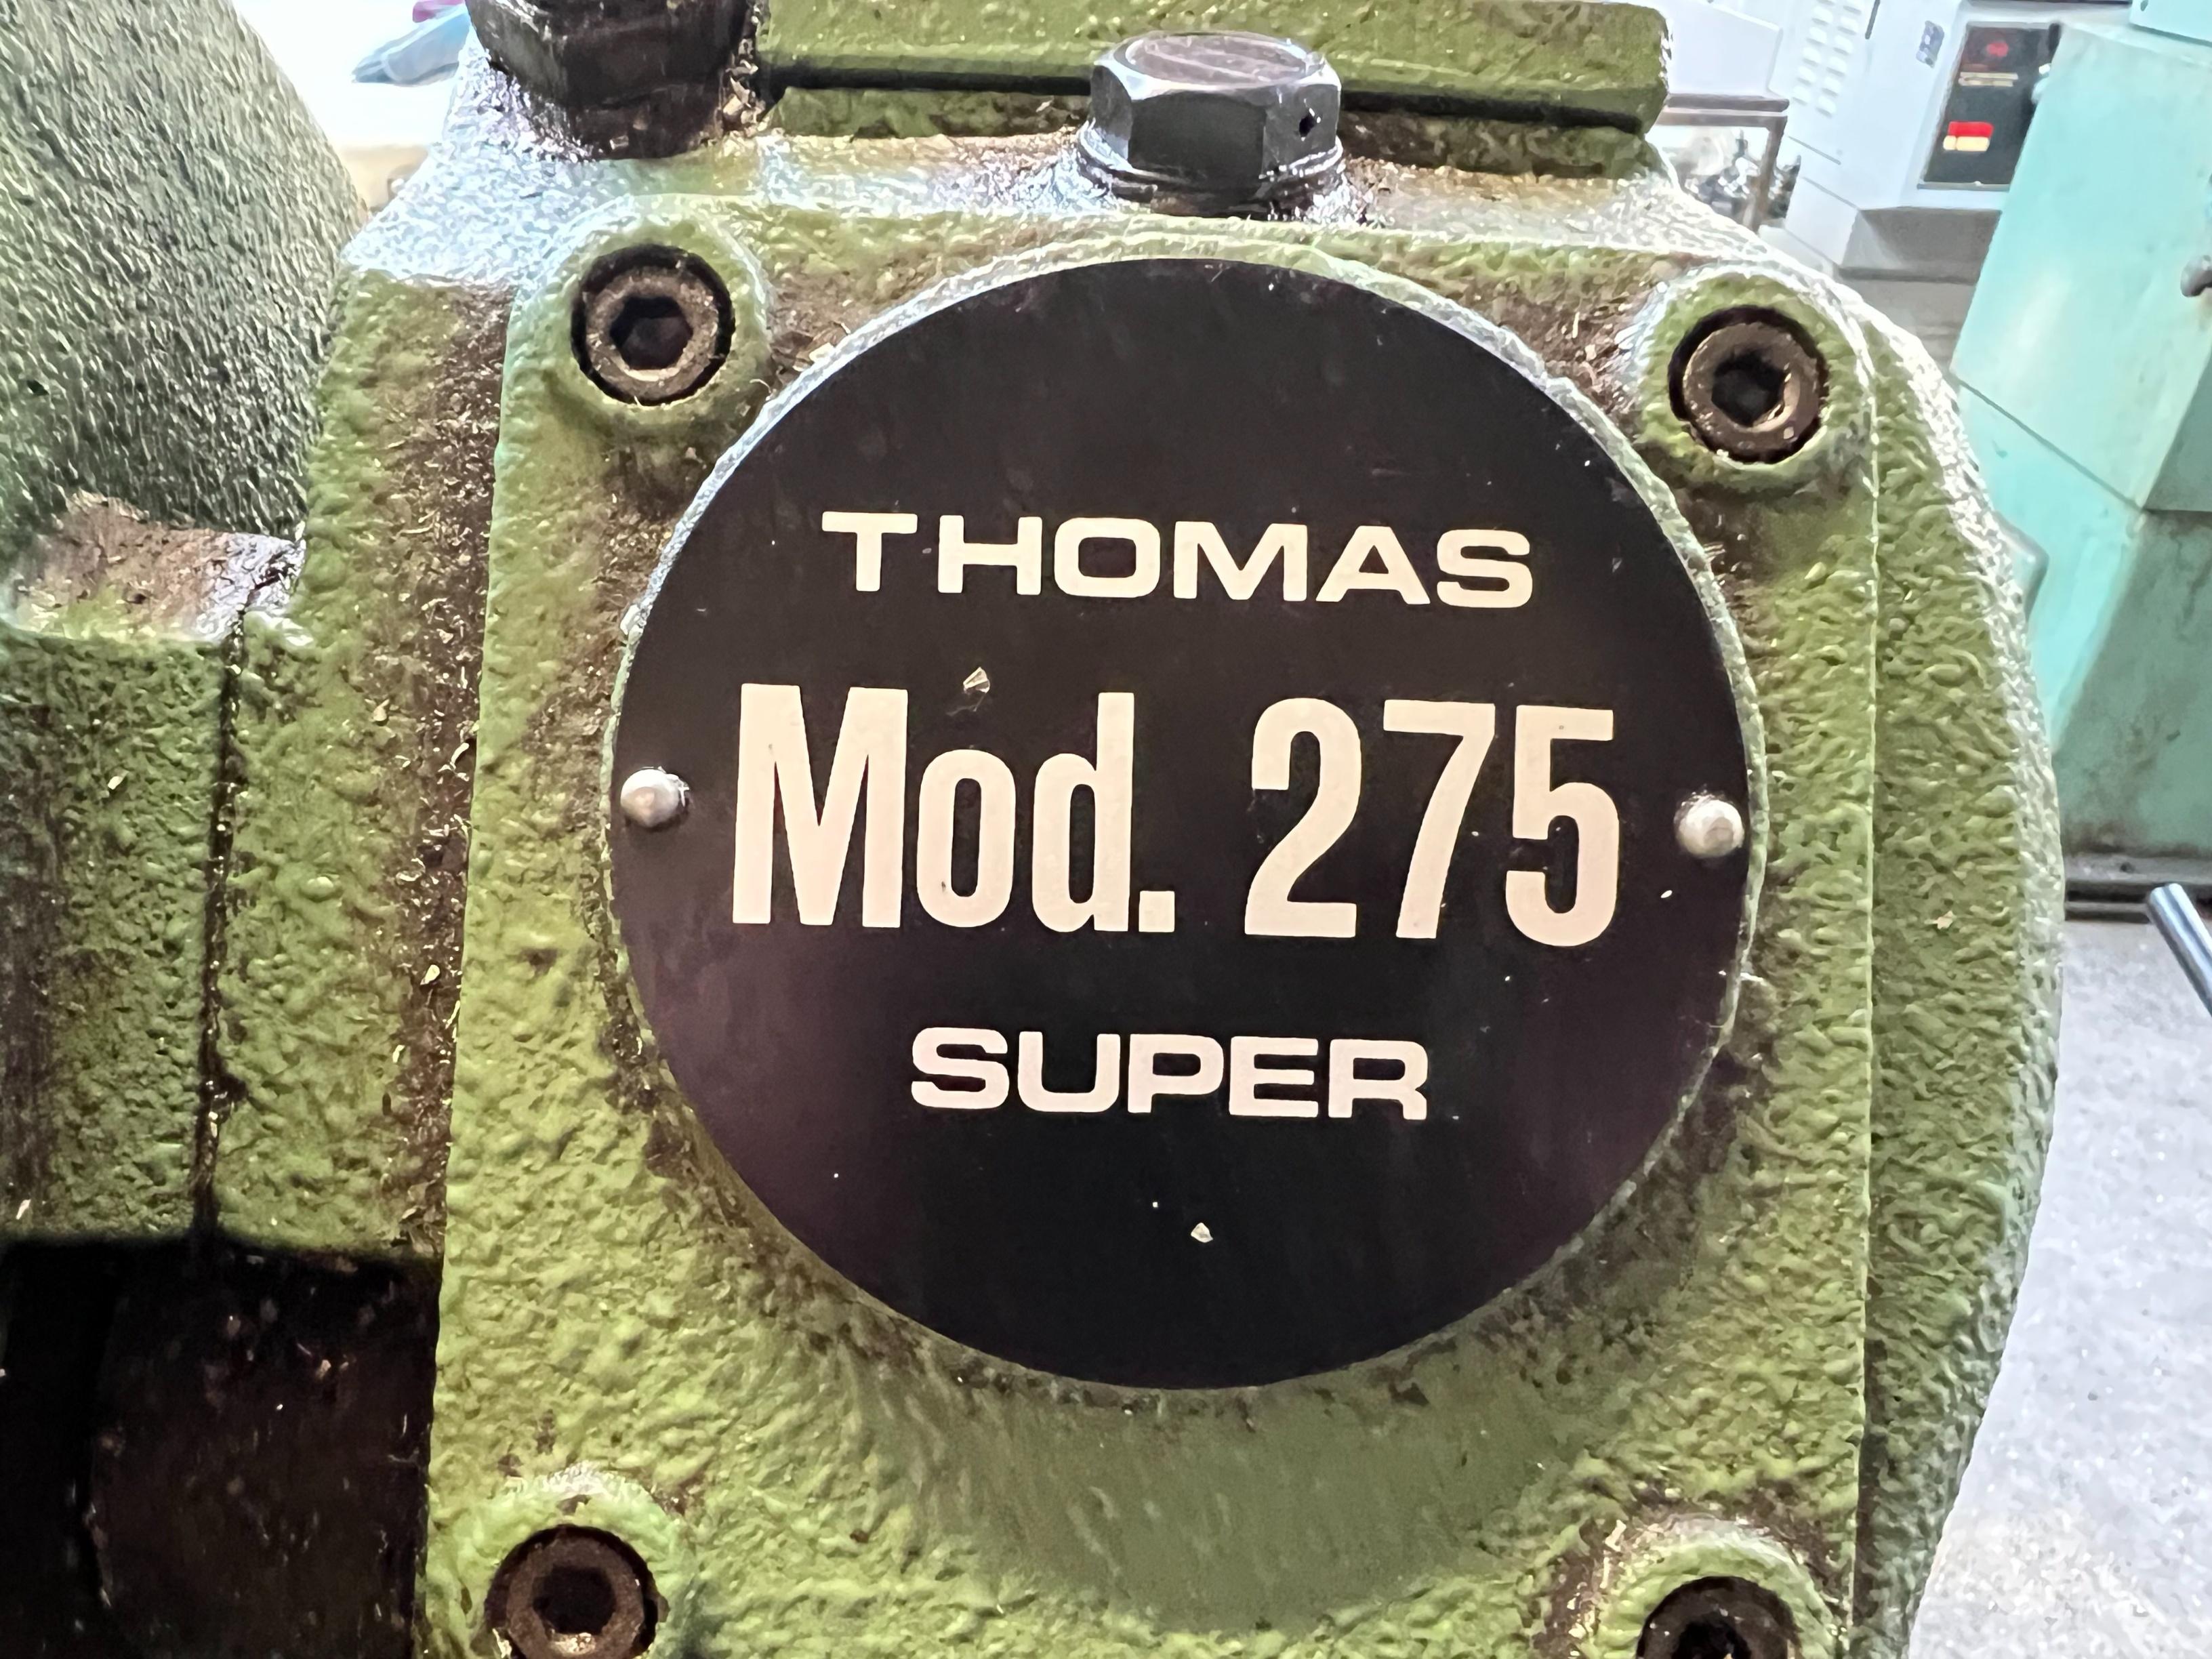 THOMAS
Mod. 275
SUPER